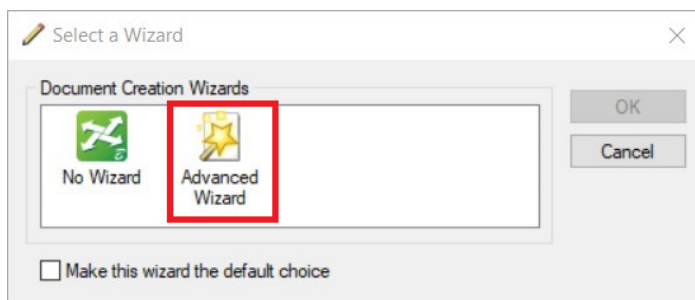 Select a Wizard
Document Creation Wizards
OK
Cancel
No Wizard
Advanced
Wizard
Make this wizard the default choice